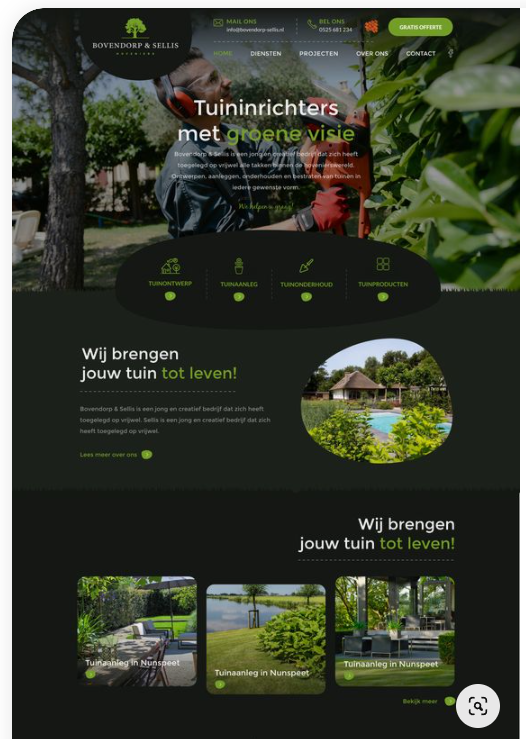 BOVENDORP & SELLIS
HOVENIERS
MAIL ONS
info@bovendorp-sellis.nl
BEL ONS
0525 681 234
GRATIS OFFERTE
HOME
DIENSTEN
PROJECTEN
OVER ONS
CONTACT
Tuininrichters
met groene visie
Bovendorp & Sellis is een jong en creatief bedrijf dat zich heeft
toegelegd op vrijwel alle takken binnen de hovenierswereld.
Ontwerpen, aanleggen, onderhouden en bestraten van tuinen in
iedere gewenste vorm.
We helpen u graag!
TUINONTWERP
TUINAANLEG
TUINONDERHOUD
TUINPRODUCTEN
Wij brengen
jouw tuin tot leven!
Bovendorp & Sellis is een jong en creatief bedrijf dat zich heeft
toegelegd op vrijwel. Sellis is een jong en creatief bedrijf dat zich
heeft toegelegd op vrijwel.
Lees meer over ons
Wij brengen
jouw tuin tot leven!
Tuinaanleg in Nunspeet
Tuinaanleg in Nunspeet
Tuinaanleg in Nunspeet
Bekijk meer